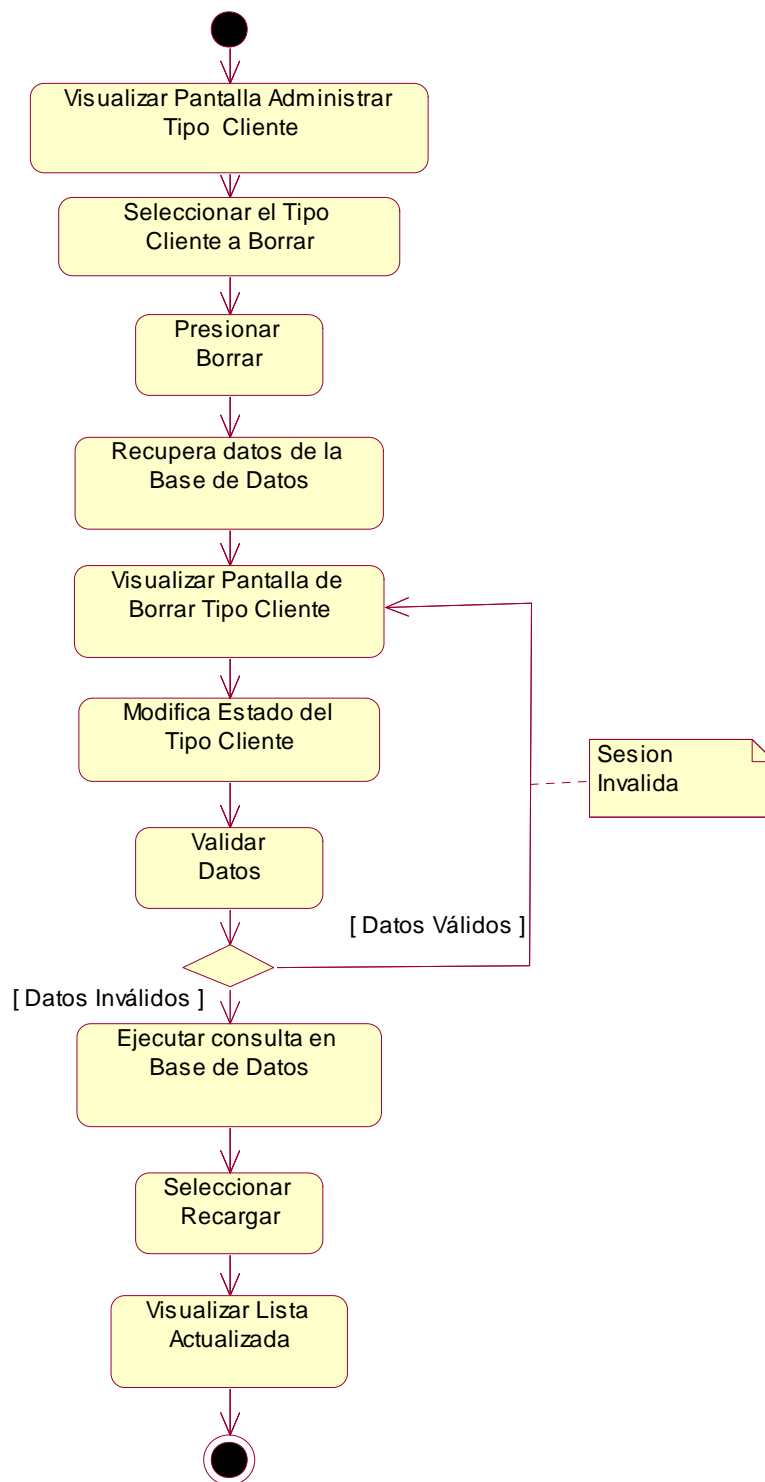 Visualizar Pantalla Administrar
Tipo Cliente
Seleccionar el Tipo
Cliente a Borrar
Presionar
Borrar
Recupera datos de la
Base de Datos
Visualizar Pantalla de
Borrar Tipo Cliente
Modifica Estado del
Tipo Cliente
Sesion
Invalida
Validar
Datos
[ Datos Válidos ]
[ Datos Inválidos ]
Ejecutar consulta en
Base de Datos
Seleccionar
Recargar
Visualizar Lista
Actualizada